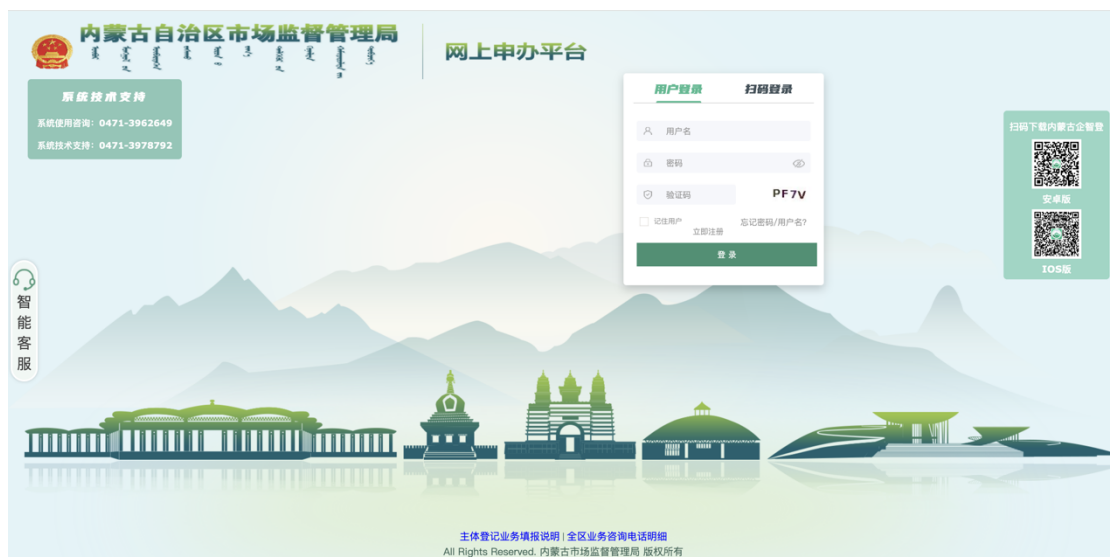 内蒙古自治区市场监督管理局
网上申办平台
系统技术支持
系统使用咨询：0471-3962649
系统技术支持：0471-3978792
用户登录
扫码登录
用户名
密码
验证码
PF7V
记住用户
忘记密码/用户名?
立即注册
登 录
扫码下载内蒙古企智登
安卓版
IOS版
智能客服
主体登记业务填报说明 | 全区业务咨询电话明细
All Rights Reserved. 内蒙古市场监督管理局 版权所有